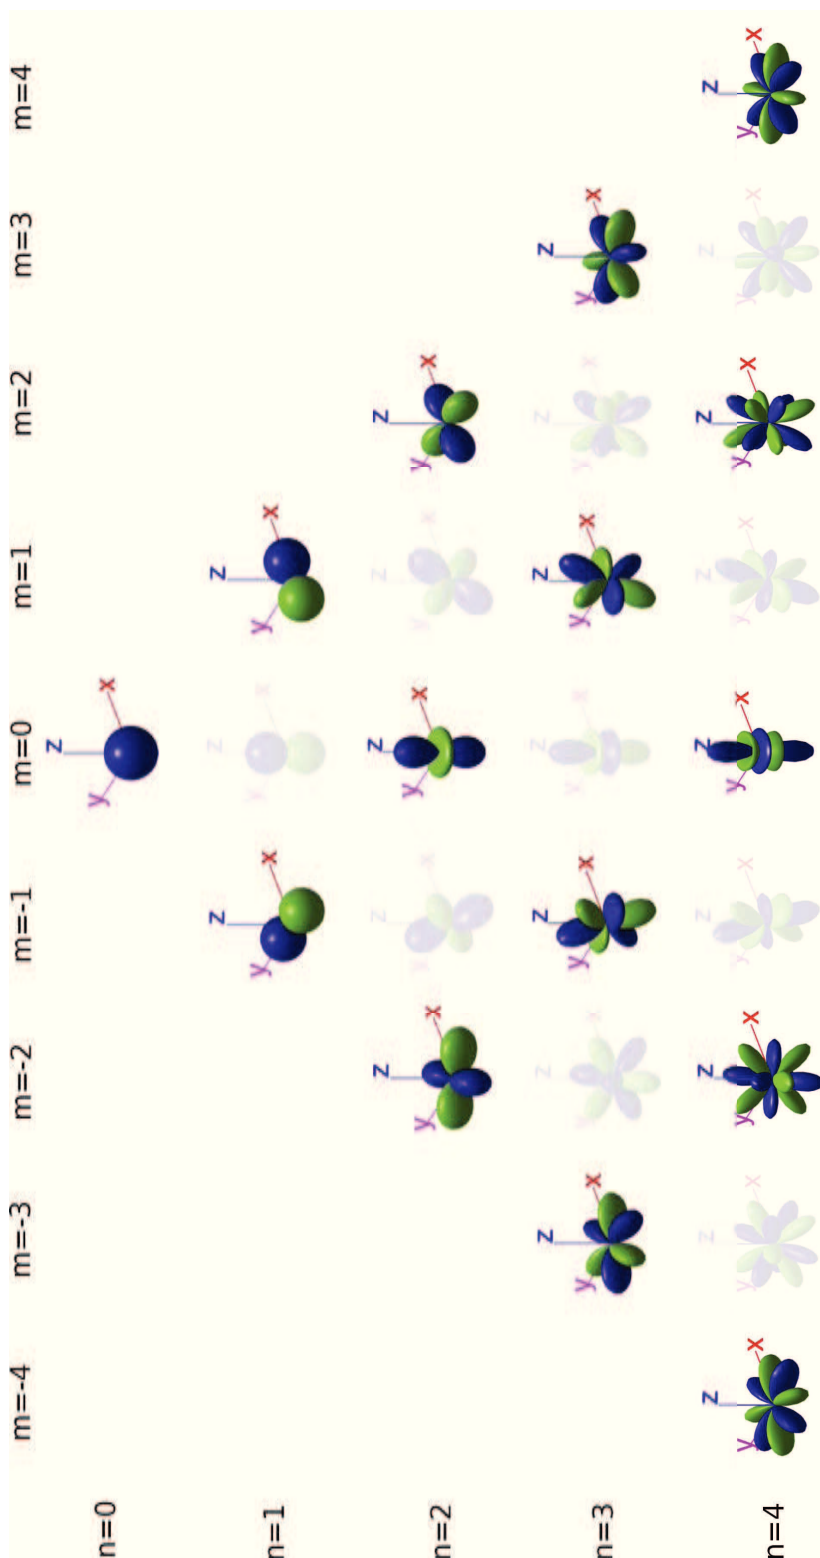 m=-4 m=-3 m=-2 m=-1 m=0 m=1 m=2 m=3 m=4
z
n=0 y x
z z z
n=1 y x y x y x
z z z z z
n=2 y x y x y x y x y x
z z z z z z z
n=3 y x y x y x y x y x y x y x
z z z z z z z z z
n=4 y x y x y x y x y x y x y x y x y x